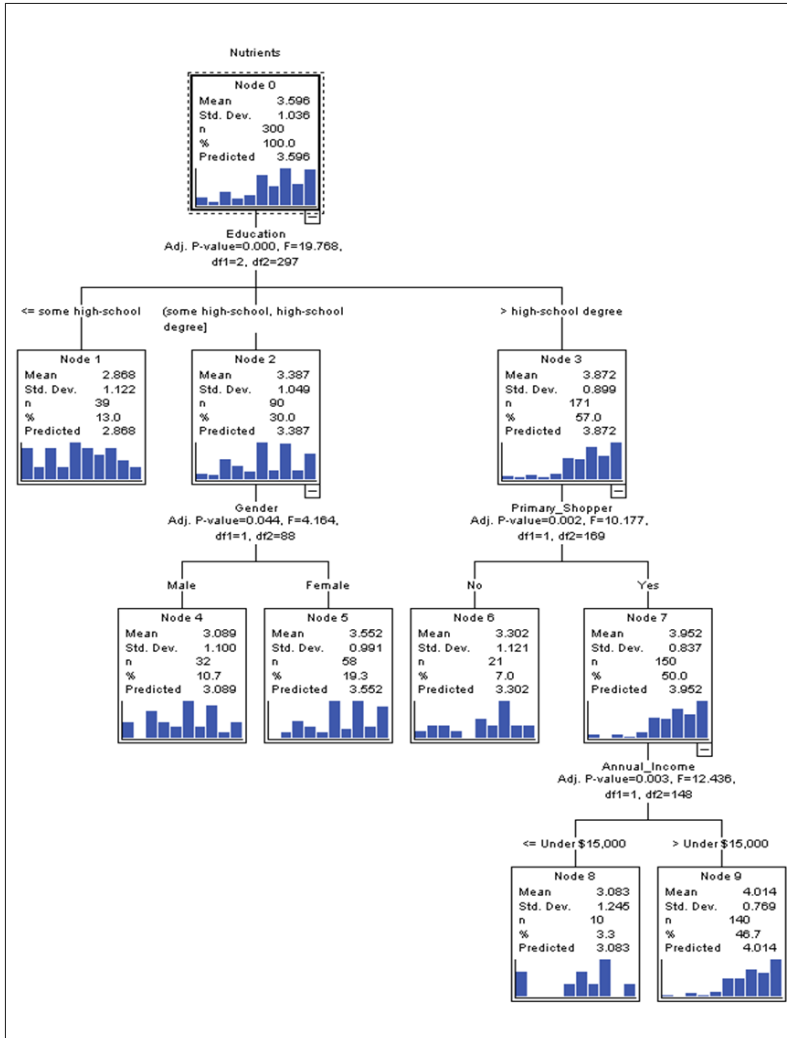 Nutrients
Node 0
Mean 3.596
Std. Dev. 1.036
n 300
% 100.0
Predicted 3.596
Education
Adj. P-value=0.000, F=19.768,
df1=2, df2=297
<= some high-school
(some high-school, high-school
degree]
> high-school degree
Node 1
Mean 2.868
Std. Dev. 1.122
n 39
% 13.0
Predicted 2.868
Node 2
Mean 3.387
Std. Dev. 1.049
n 90
% 30.0
Predicted 3.387
Node 3
Mean 3.872
Std. Dev. 0.899
n 171
% 57.0
Predicted 3.872
Gender
Adj. P-value=0.044, F=4.164,
df1=1, df2=88
Primary_Shopper
Adj. P-value=0.002, F=10.177,
df1=1, df2=169
Male
Female
No
Yes
Node 4
Mean 3.089
Std. Dev. 1.100
n 32
% 10.7
Predicted 3.089
Node 5
Mean 3.552
Std. Dev. 0.991
n 58
% 19.3
Predicted 3.552
Node 6
Mean 3.302
Std. Dev. 1.121
n 21
% 7.0
Predicted 3.302
Node 7
Mean 3.952
Std. Dev. 0.837
n 150
% 50.0
Predicted 3.952
Annual_Income
Adj. P-value=0.003, F=12.436,
df1=1, df2=148
<= Under $15,000
> Under $15,000
Node 8
Mean 3.083
Std. Dev. 1.245
n 10
% 3.3
Predicted 3.083
Node 9
Mean 4.014
Std. Dev. 0.769
n 140
% 46.7
Predicted 4.014